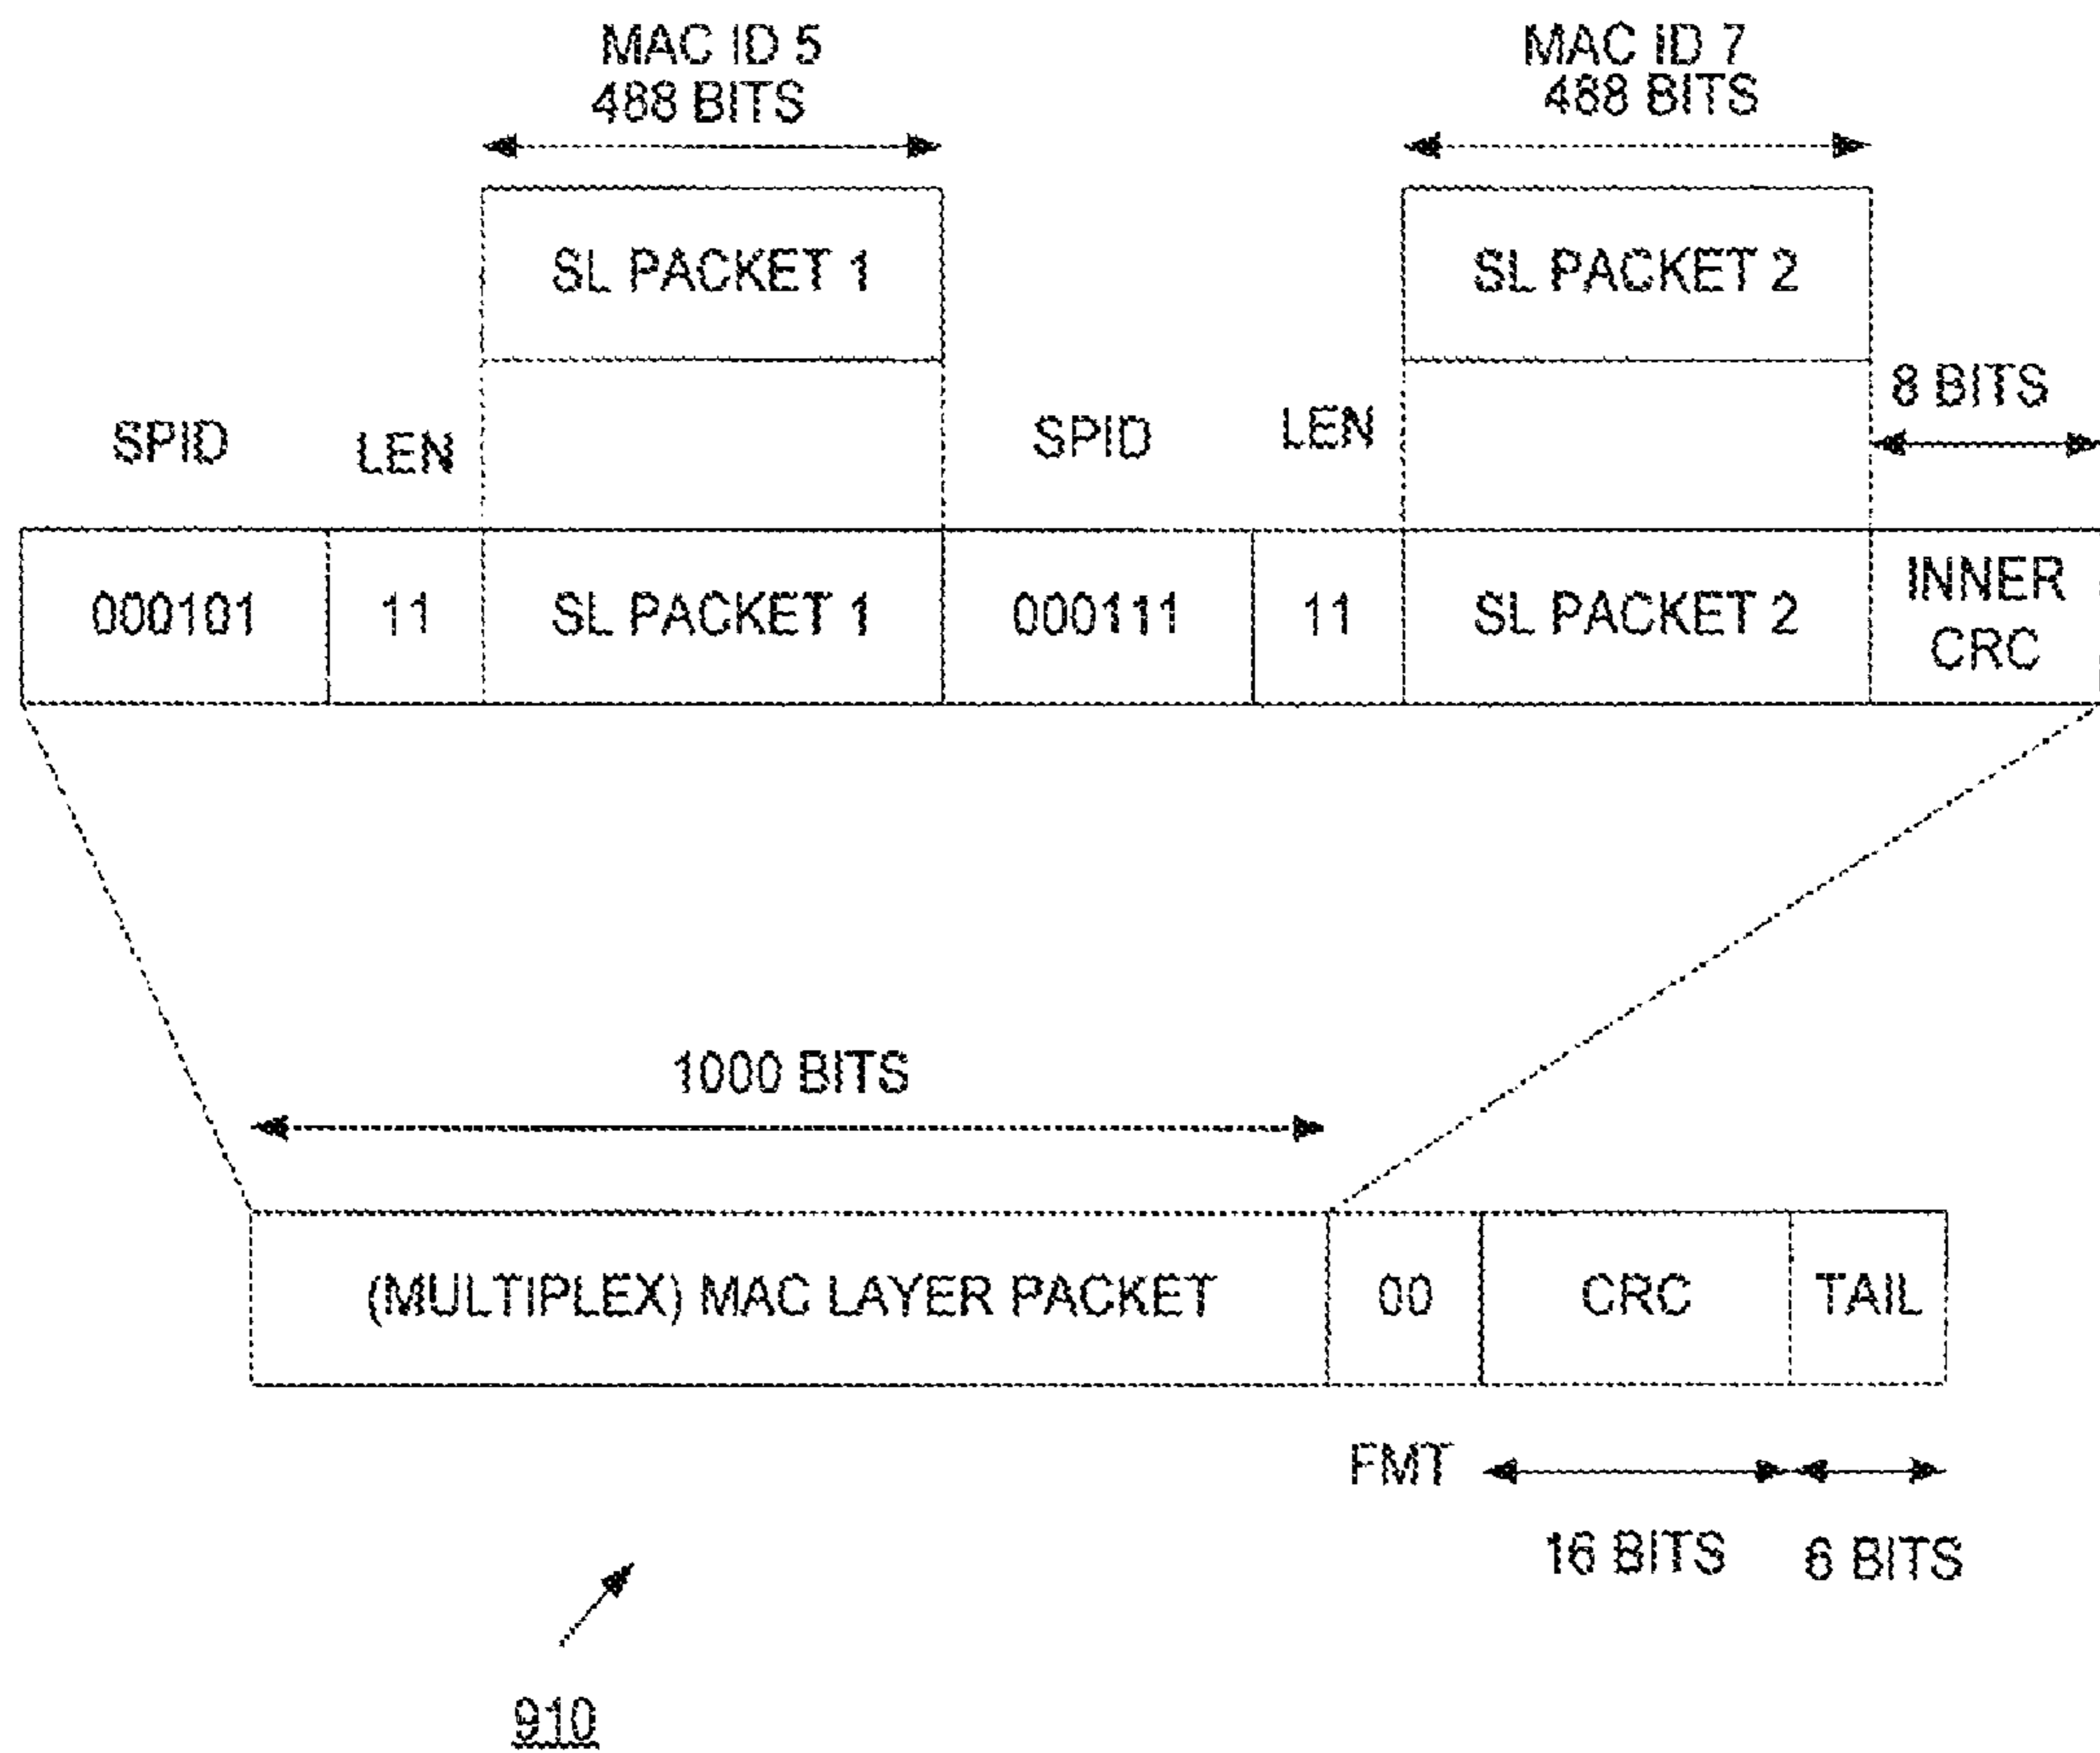 MAC ID 5
488 BITS
MAC ID 7
488 BITS
SL PACKET 1
SL PACKET 2
8 BITS
SPID
LEN
SPID
LEN
000101
11
SL PACKET 1
000111
11
SL PACKET 2
INNER
CRC
1000 BITS
(MULTIPLEX) MAC LAYER PACKET
00
CRC
TAIL
FMT
16 BITS
6 BITS
910